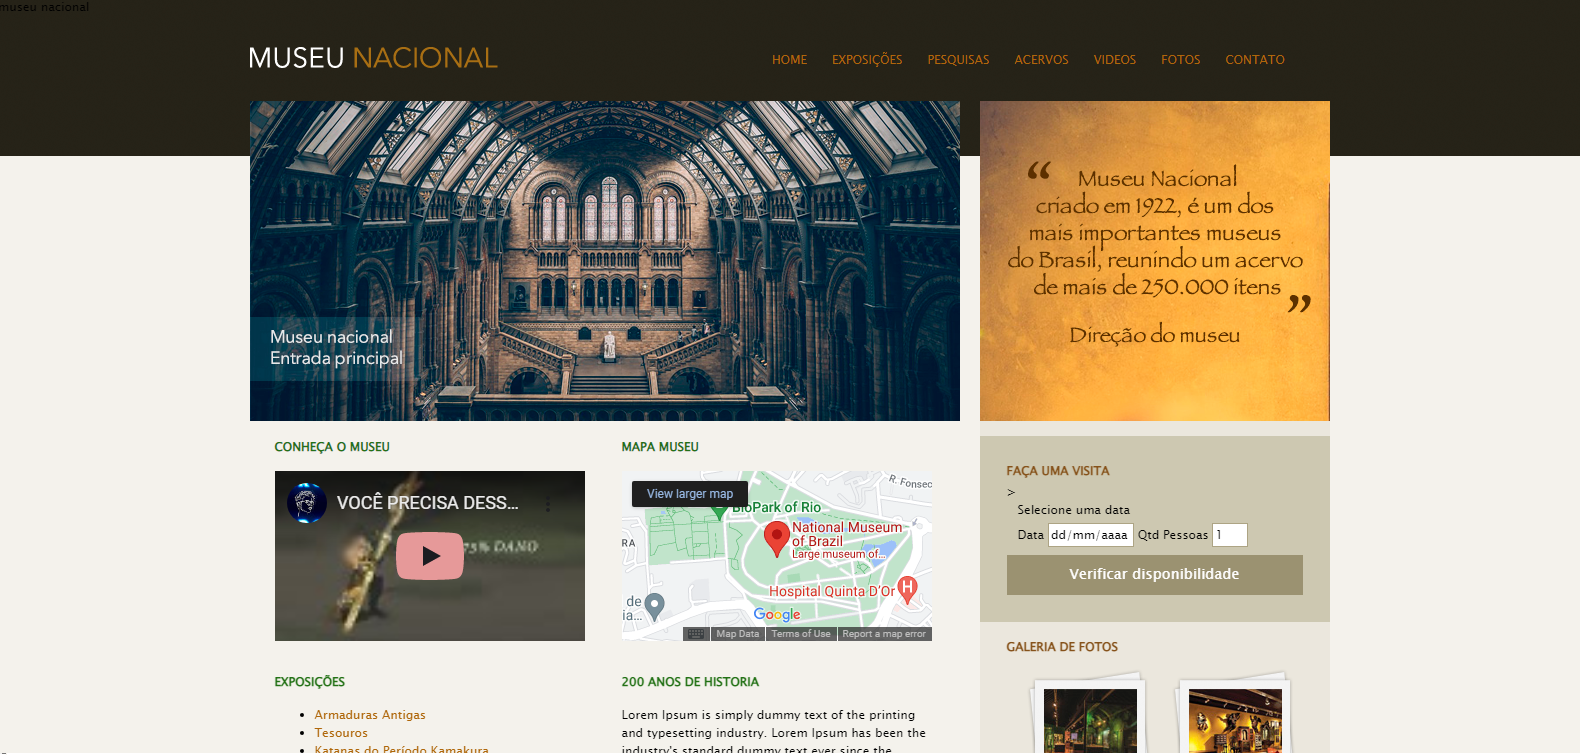 museu nacional
MUSEU NACIONAL
HOME EXPOSIÇÕES PESQUISAS ACERVOS VIDEOS FOTOS CONTATO
Museu nacional
Entrada principal
“ Museu Nacional
criado em 1922, é um dos
mais importantes museus
do Brasil, reunindo um acervo
de mais de 250.000 itens ”
Direção do museu
CONHEÇA O MUSEU
VOCÊ PRECISA DESS...
75% DANO
MAPA MUSEU
View larger map
R. Fonsec
BioPark of Rio
National Museum
of Brazil
Large museum of...
RA
Hospital Quinta D'Or
H
de
ia...
Google
Map Data Terms of Use Report a map error
FAÇA UMA VISITA
>
Selecione uma data
Data dd/mm/aaaa Qtd Pessoas 1
Verificar disponibilidade
GALERIA DE FOTOS
EXPOSIÇÕES
Armaduras Antigas
Tesouros
Katanas do Período Kamakura
200 ANOS DE HISTORIA
Lorem Ipsum is simply dummy text of the printing
and typesetting industry. Lorem Ipsum has been the
industry's standard dummy text ever since the